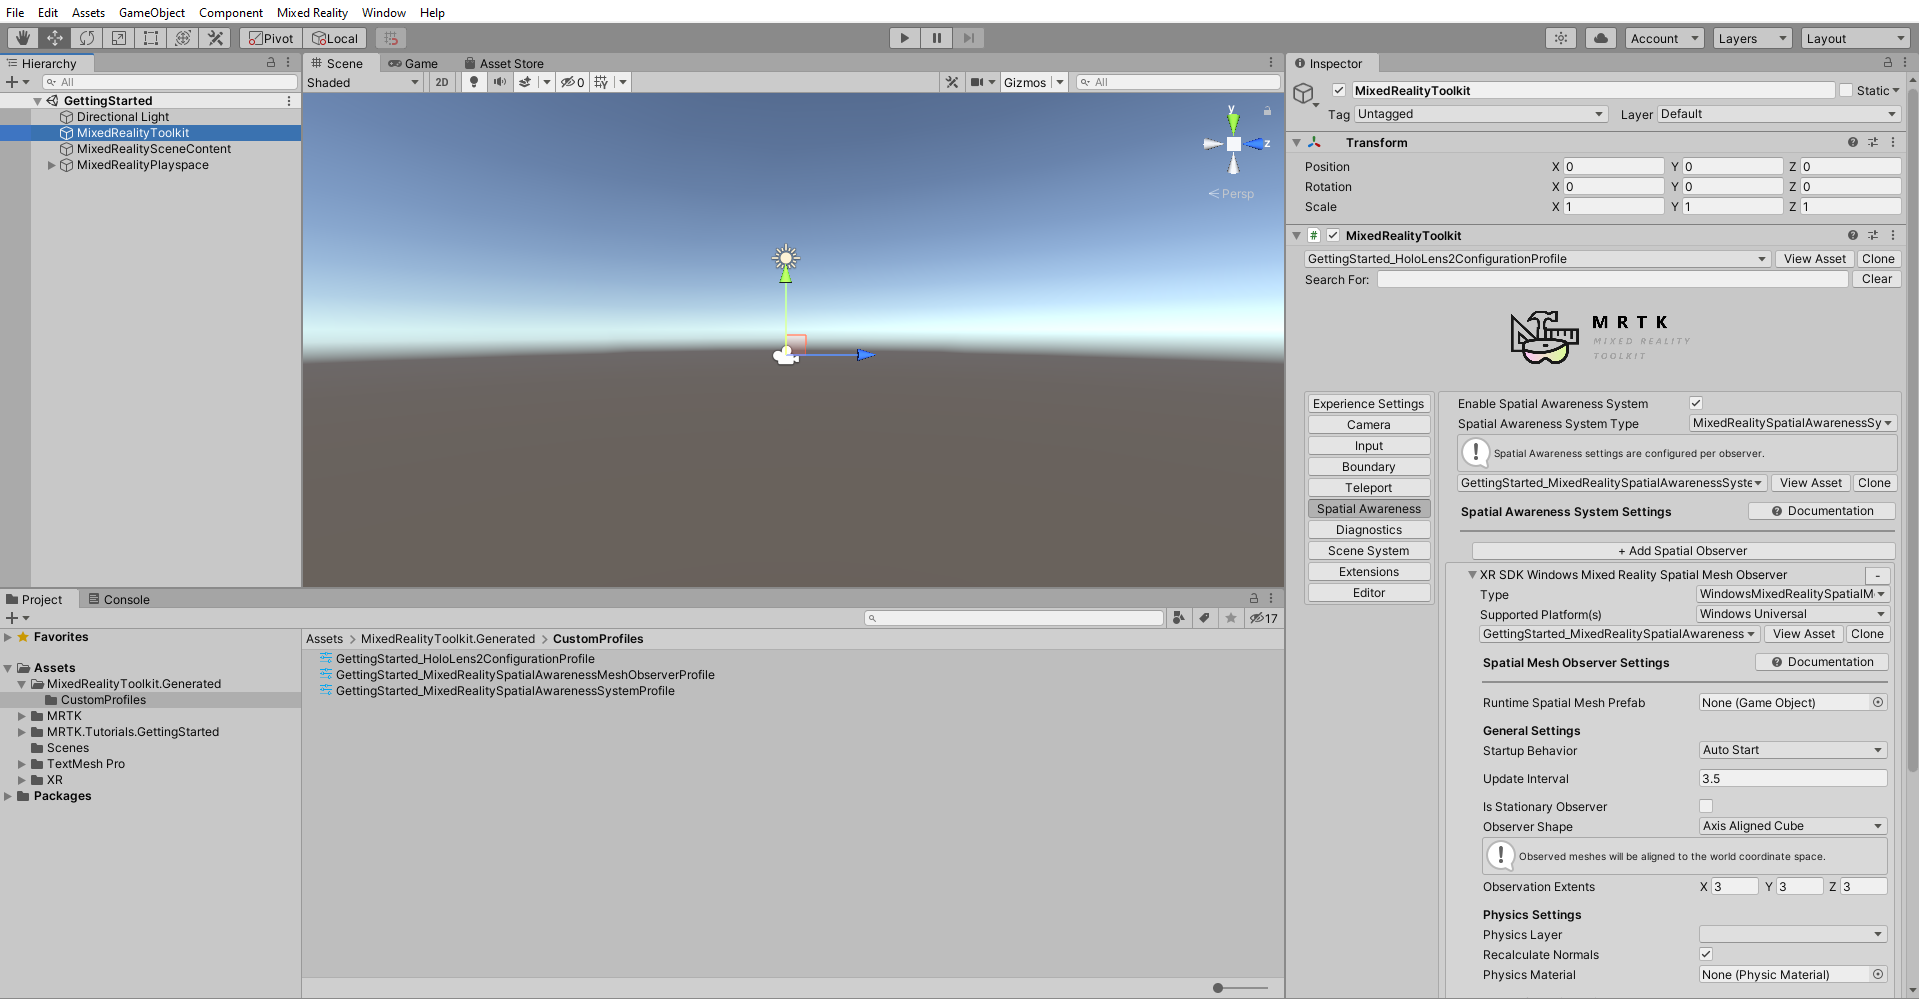 File Edit Assets GameObject Component Mixed Reality Window Help
Pivot Local Account Layers Layout
Hierarchy
All
GettingStarted
Directional Light
MixedRealityToolkit
MixedRealitySceneContent
MixedRealityPlayspace
Scene Game Asset Store
Shaded 2D 0 Gizmos All
y
z
Persp
Project Console
17
Favorites
Assets
MixedRealityToolkit.Generated
CustomProfiles
MRTK
MRTK.Tutorials.GettingStarted
Scenes
TextMesh Pro
XR
Packages
Assets > MixedRealityToolkit.Generated > CustomProfiles
GettingStarted_HoloLens2ConfigurationProfile
GettingStarted_MixedRealitySpatialAwarenessMeshObserverProfile
GettingStarted_MixedRealitySpatialAwarenessSystemProfile
Inspector
MixedRealityToolkit Static
Tag Untagged Layer Default
Transform
Position X 0 Y 0 Z 0
Rotation X 0 Y 0 Z 0
Scale X 1 Y 1 Z 1
# MixedRealityToolkit
GettingStarted_HoloLens2ConfigurationProfile View Asset Clone
Search For: Clear
MRTK
MIXED REALITY
TOOLKIT
Experience Settings
Camera
Input
Boundary
Teleport
Spatial Awareness
Diagnostics
Scene System
Extensions
Editor
Enable Spatial Awareness System
Spatial Awareness System Type MixedRealitySpatialAwarenessSy
Spatial Awareness settings are configured per observer.
GettingStarted_MixedRealitySpatialAwarenessSyste View Asset Clone
Spatial Awareness System Settings Documentation
+ Add Spatial Observer
XR SDK Windows Mixed Reality Spatial Mesh Observer -
Type WindowsMixedRealitySpatialM
Supported Platform(s) Windows Universal
GettingStarted_MixedRealitySpatialAwareness View Asset Clone
Spatial Mesh Observer Settings Documentation
Runtime Spatial Mesh Prefab None (Game Object)
General Settings
Startup Behavior Auto Start
Update Interval 3.5
Is Stationary Observer
Observer Shape Axis Aligned Cube
Observed meshes will be aligned to the world coordinate space.
Observation Extents X 3 Y 3 Z 3
Physics Settings
Physics Layer
Recalculate Normals
Physics Material None (Physic Material)